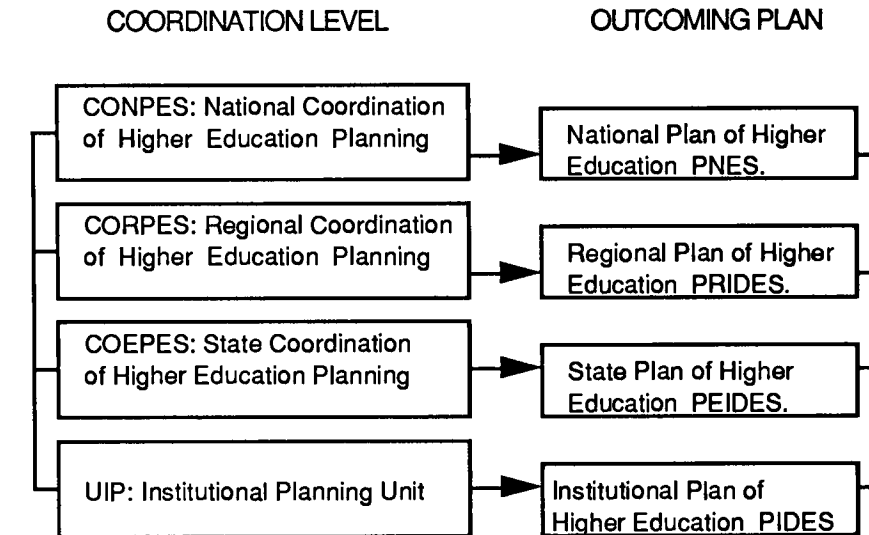 COORDINATION LEVEL
OUTCOMING PLAN
CONPES: National Coordination
of Higher Education Planning
National Plan of Higher
Education PNES.
CORPES: Regional Coordination
of Higher Education Planning
Regional Plan of Higher
Education PRIDES.
COEPES: State Coordination
of Higher Education Planning
State Plan of Higher
Education PEIDES.
UIP: Institutional Planning Unit
Institutional Plan of
Higher Education PIDES